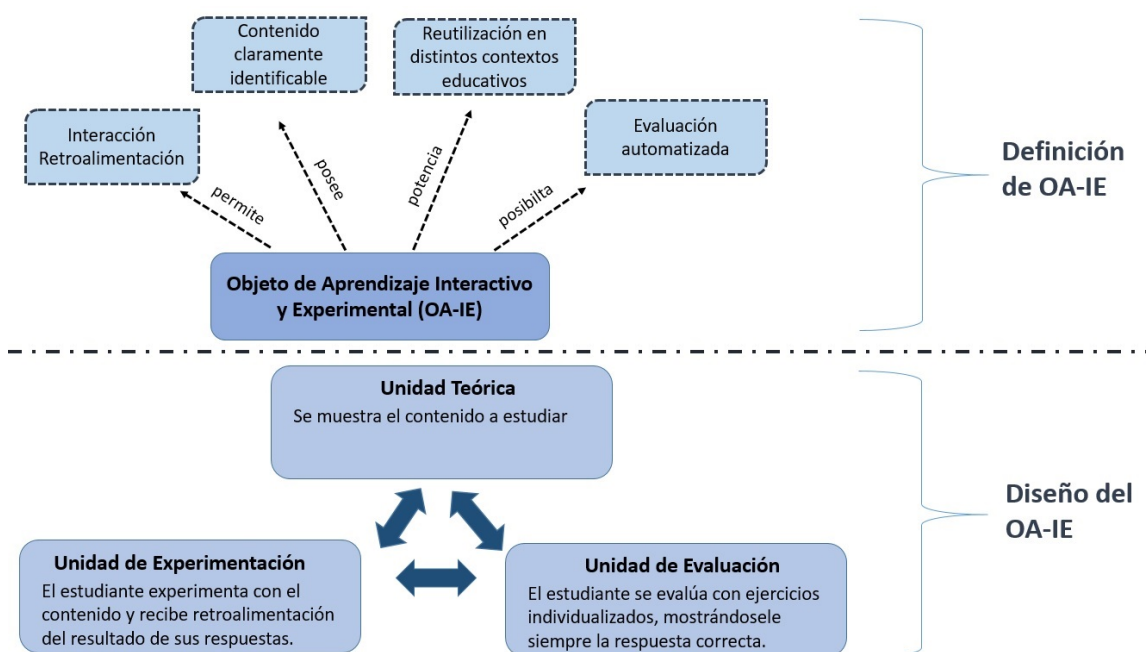 Contenido
claramente
identificable
Reutilización en
distintos contextos
educativos
Interacción
Retroalimentación
Evaluación
automatizada
permite
posee
potencia
posibilta
Objeto de Aprendizaje Interactivo
y Experimental (OA-IE)
Definición
de OA-IE
Unidad Teórica
Se muestra el contenido a estudiar
Unidad de Experimentación
El estudiante experimenta con el
contenido y recibe retroalimentación
del resultado de sus respuestas.
Unidad de Evaluación
El estudiante se evalúa con ejercicios
individualizados, mostrándosele
siempre la respuesta correcta.
Diseño del
OA-IE